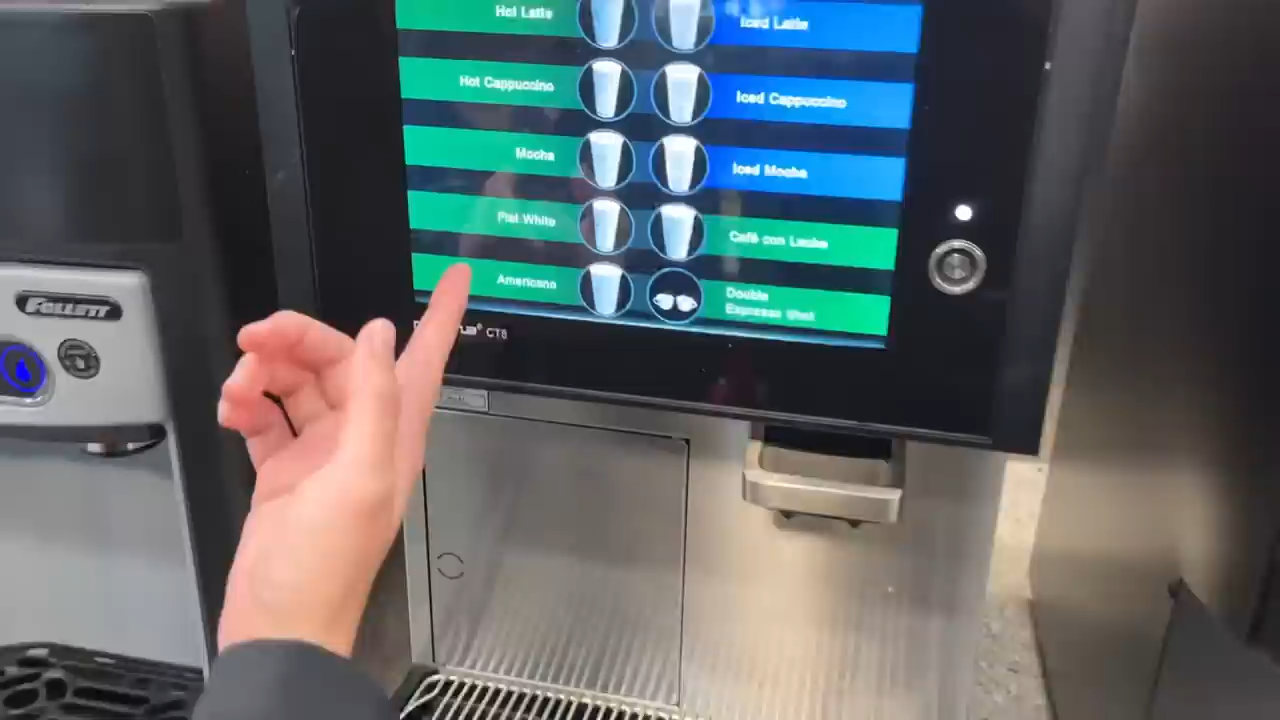 Hot Latte
Iced Latte
Hot Cappuccino
Iced Cappuccino
Mocha
Iced Mocha
Flat White
Café con Leche
Americano
Double
Espresso Shot
CT8
FOLLETT